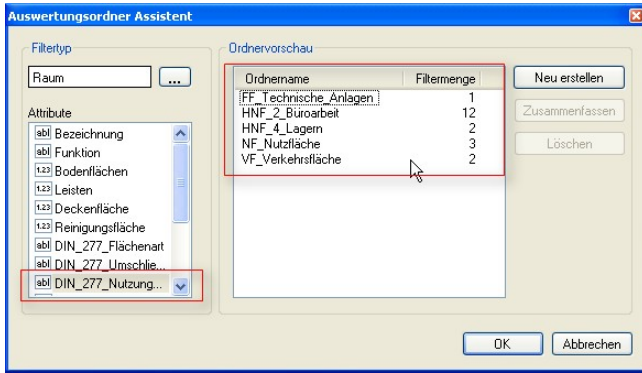 Auswertungsordner Assistent
Filtertyp
Raum
...
Attribute
abl Bezeichnung
abl Funktion
1.23 Bodenflächen
1.23 Leisten
1.23 Deckenfläche
1.23 Reinigungsfläche
abl DIN_277_Flächenart
abl DIN_277_Umschlie...
abl DIN_277_Nutzung...
Ordnervorschau
Ordnername Filtermenge
FF_Technische_Anlagen 1
HNF_2_Büroarbeit 12
HNF_4_Lagern 2
NF_Nutzfläche 3
VF_Verkehrsfläche 2
Neu erstellen
Zusammenfassen
Löschen
OK Abbrechen